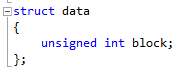 struct data
{
    unsigned int block;
};